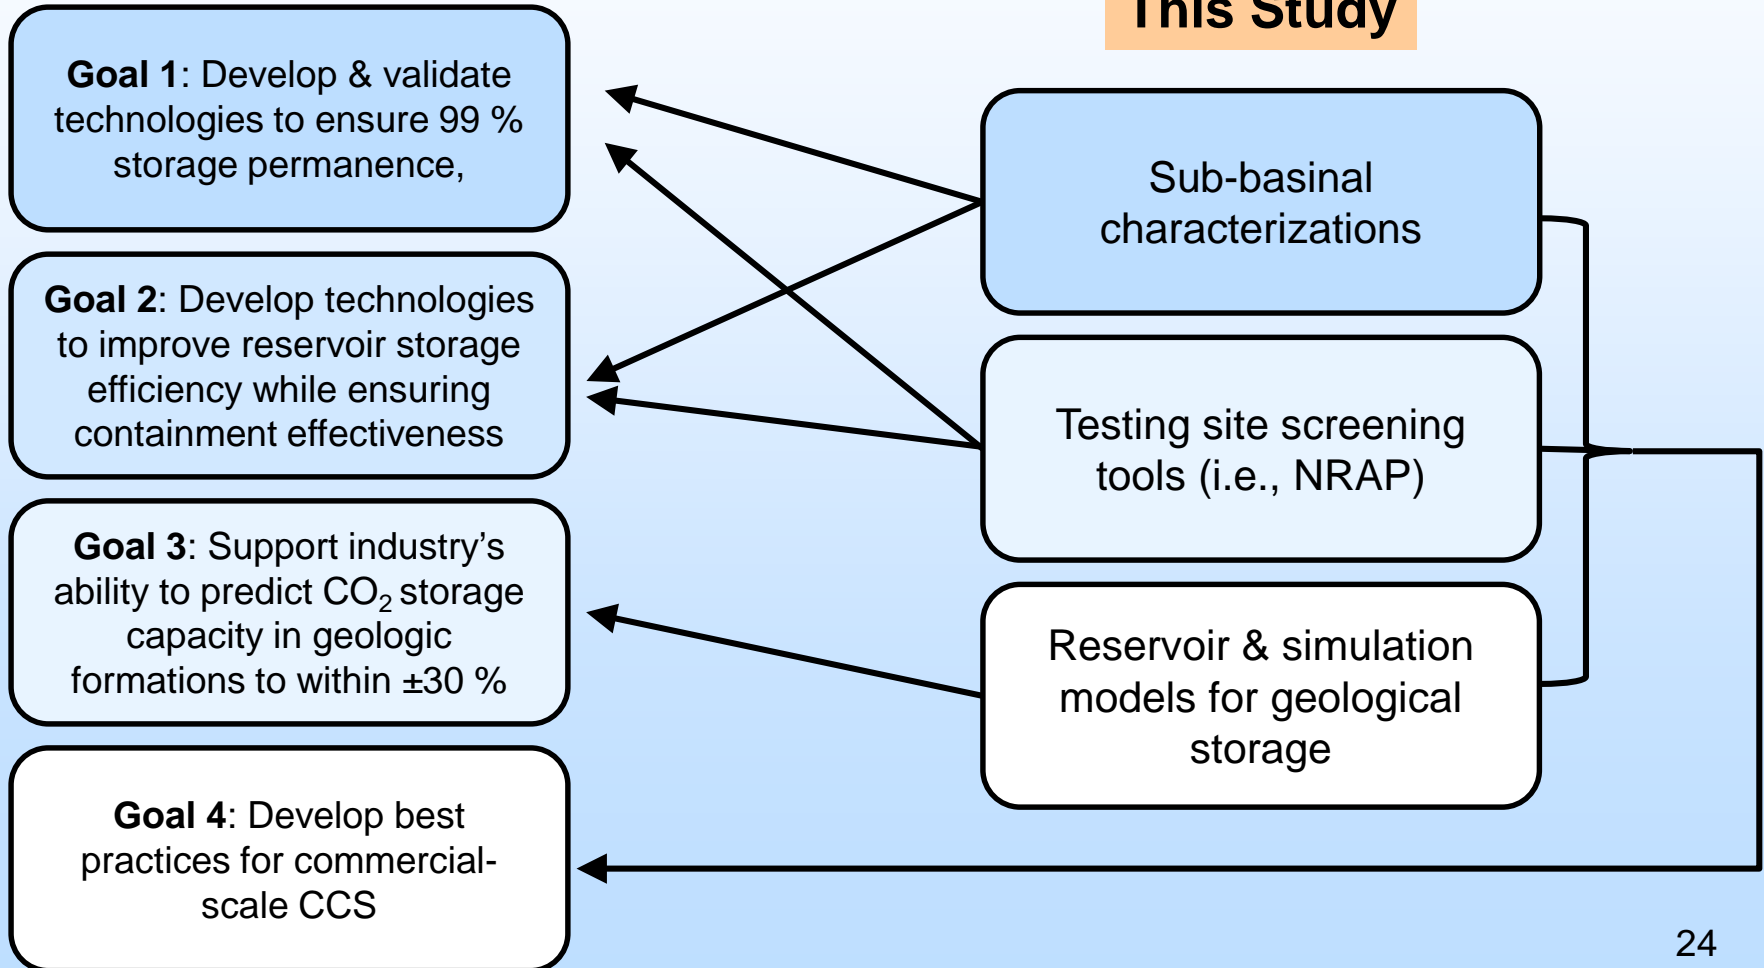 This Study
Goal 1: Develop & validate
technologies to ensure 99 %
storage permanence,
Goal 2: Develop technologies
to improve reservoir storage
efficiency while ensuring
containment effectiveness
Goal 3: Support industry’s
ability to predict CO₂ storage
capacity in geologic
formations to within ±30 %
Goal 4: Develop best
practices for commercial-
scale CCS
Sub-basinal
characterizations
Testing site screening
tools (i.e., NRAP)
Reservoir & simulation
models for geological
storage
24